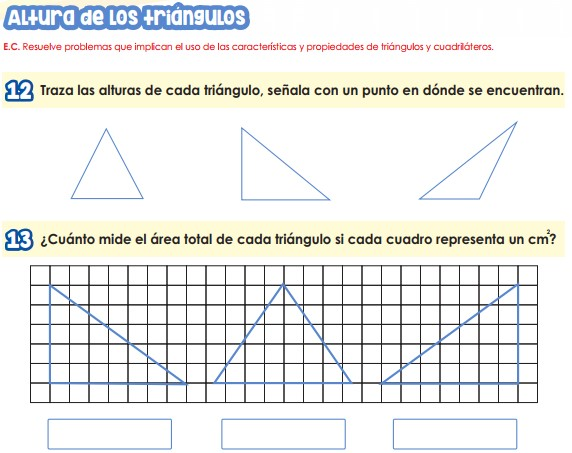 Altura de los triángulos
E.C. Resuelve problemas que implican el uso de las características y propiedades de triángulos y cuadriláteros.
12 Traza las alturas de cada triángulo, señala con un punto en dónde se encuentran.
13 ¿Cuánto mide el área total de cada triángulo si cada cuadro representa un cm²?